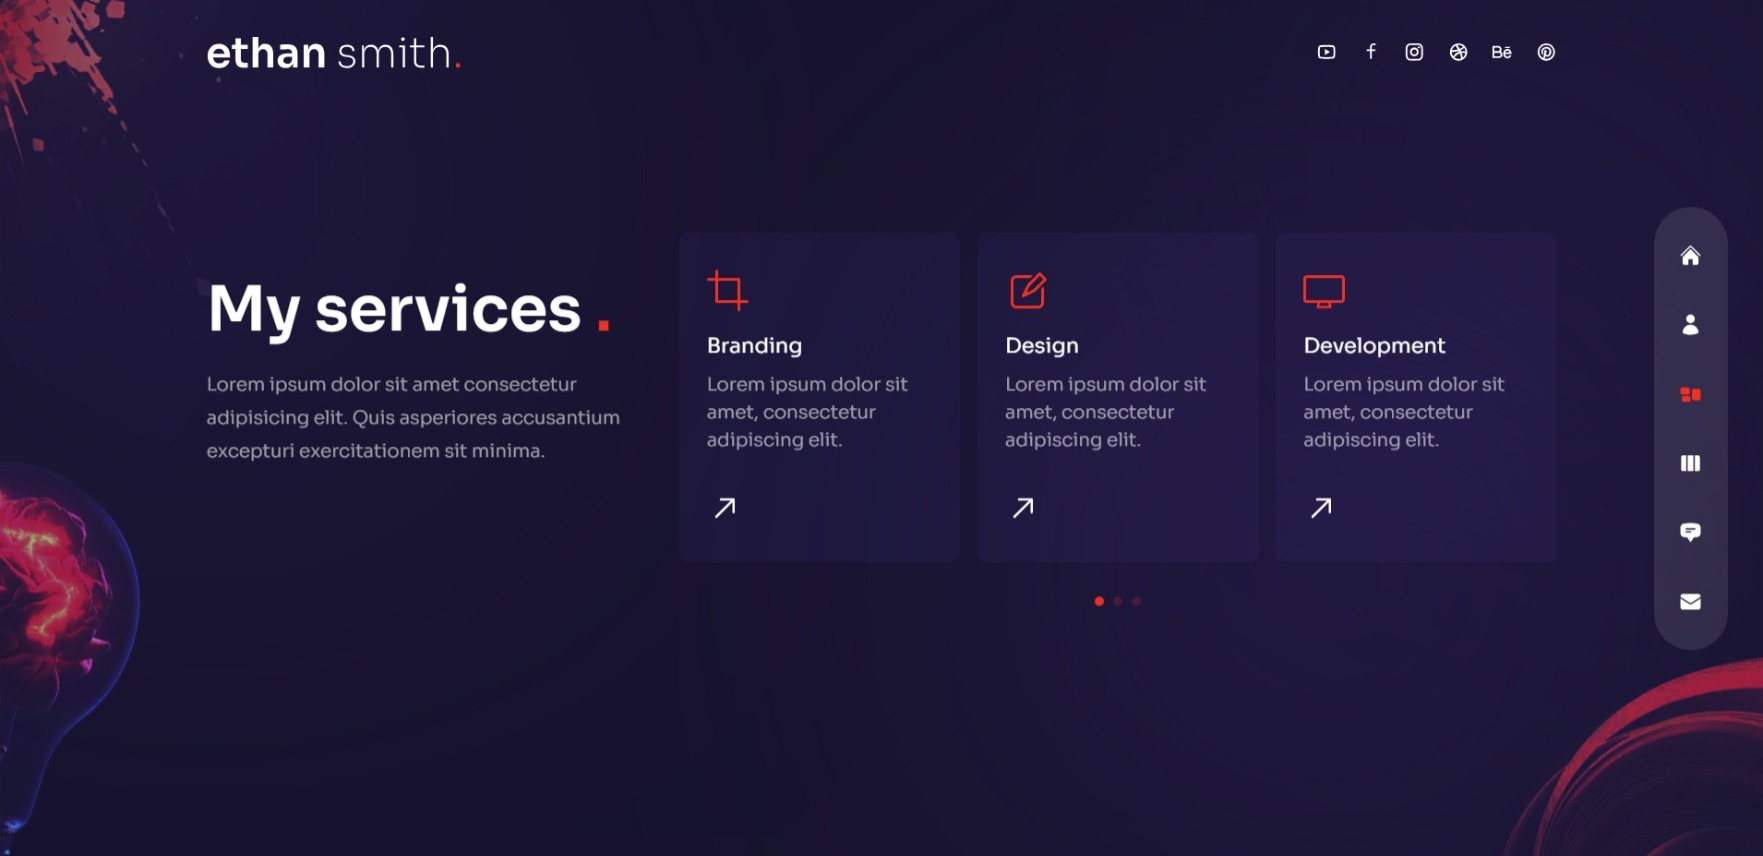 ethan smith.
Bē
My services .
Lorem ipsum dolor sit amet consectetur
adipisicing elit. Quis asperiores accusantium
excepturi exercitationem sit minima.
Branding
Lorem ipsum dolor sit
amet, consectetur
adipiscing elit.
Design
Lorem ipsum dolor sit
amet, consectetur
adipiscing elit.
Development
Lorem ipsum dolor sit
amet, consectetur
adipiscing elit.